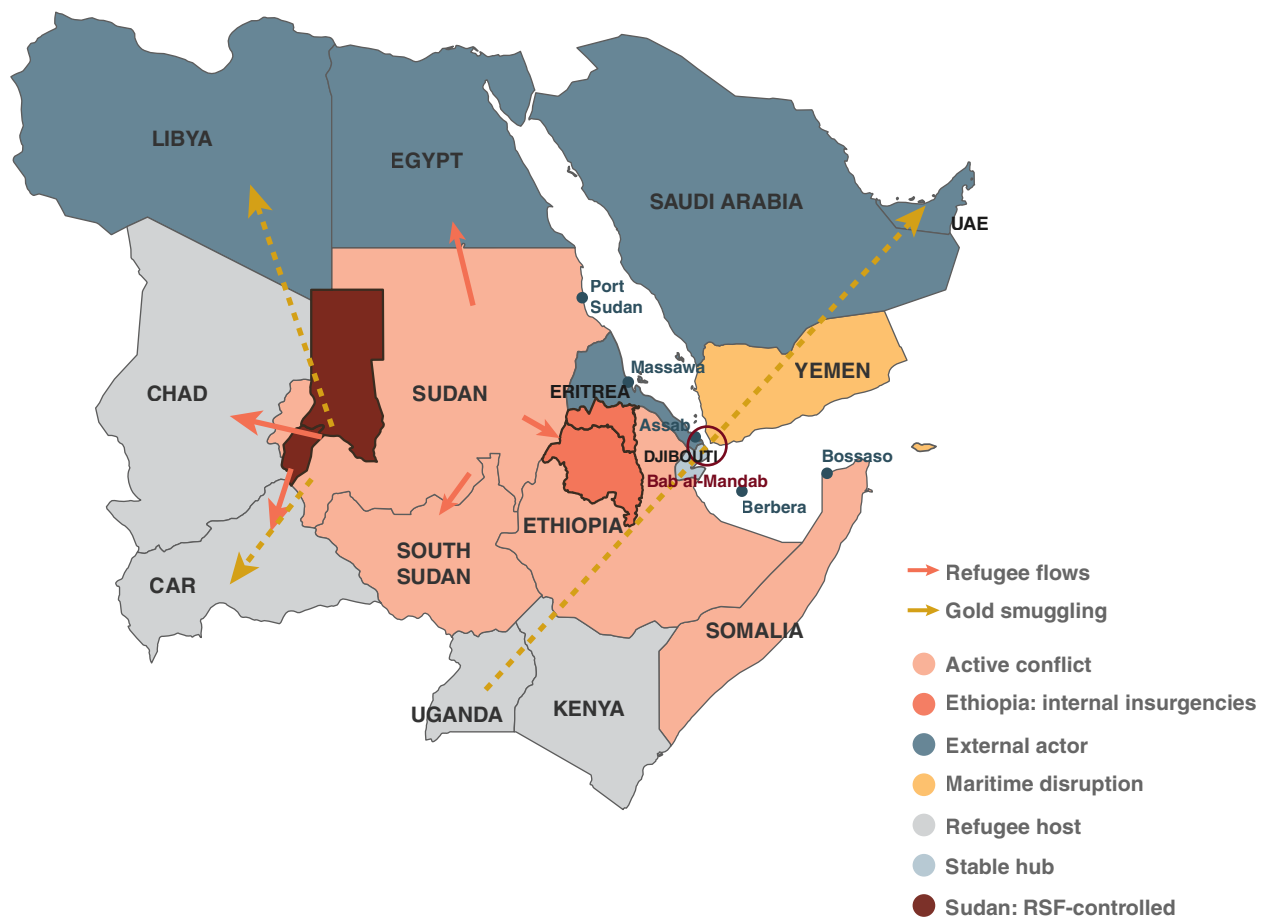 LIBYA
EGYPT
SAUDI ARABIA
UAE
Port
Sudan
Massawa
YEMEN
CHAD
SUDAN
ERITREA
Assab
DJIBOUTI
Bab al-Mandab
Bossaso
Berbera
ETHIOPIA
SOUTH
SUDAN
CAR
SOMALIA
UGANDA
KENYA
Refugee flows
Gold smuggling
Active conflict
Ethiopia: internal insurgencies
External actor
Maritime disruption
Refugee host
Stable hub
Sudan: RSF-controlled